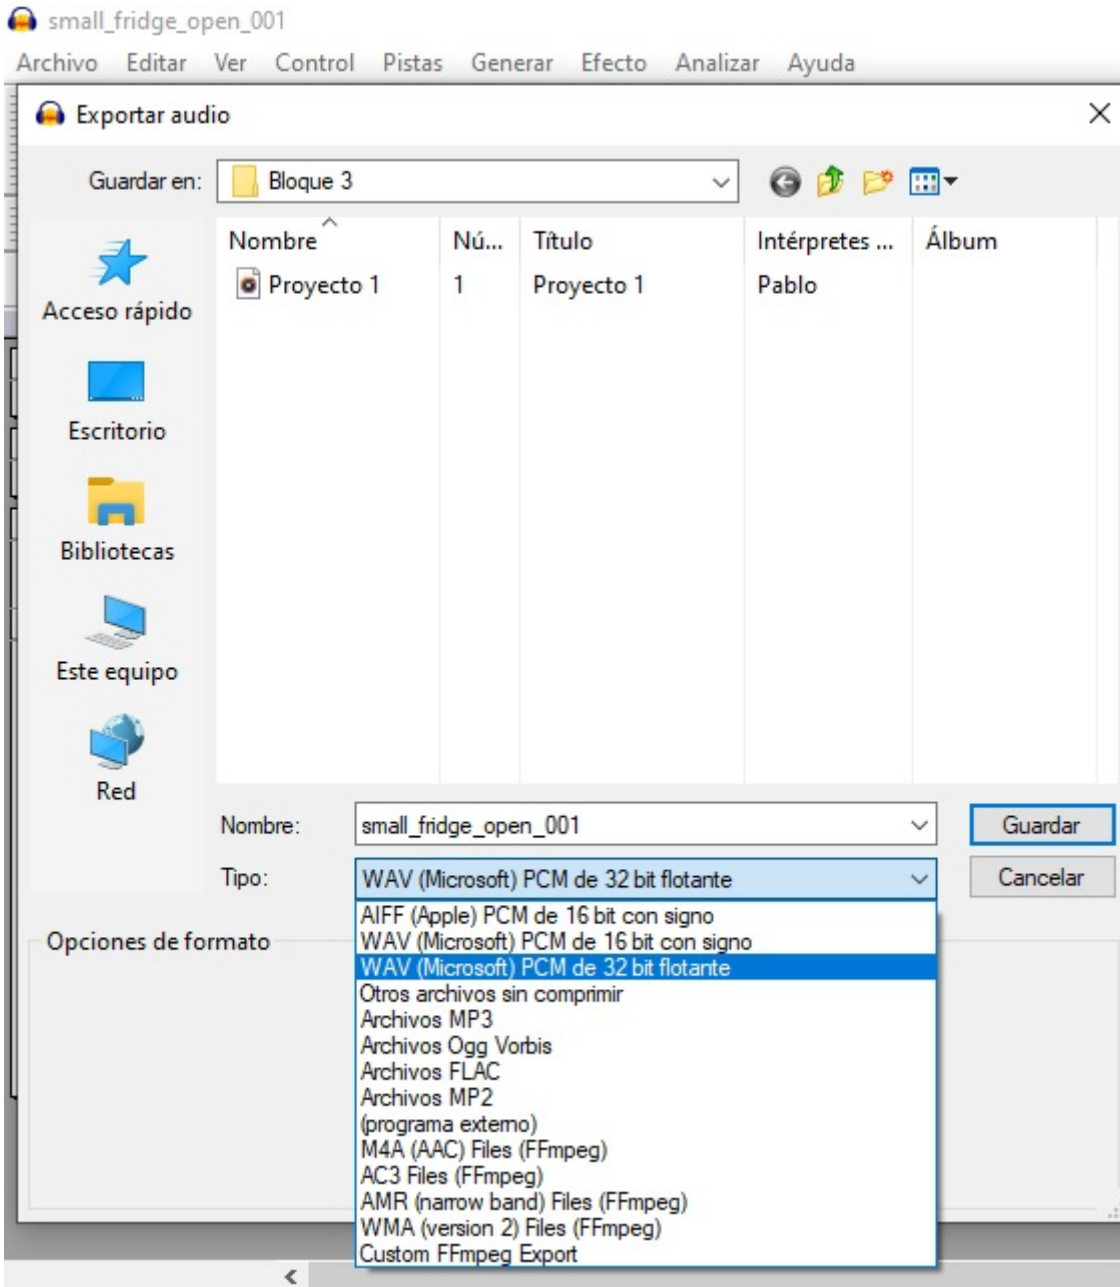 small_fridge_open_001
Archivo Editar Ver Control Pistas Generar Efecto Analizar Ayuda
Exportar audio
Guardar en: Bloque 3
Nombre Nú... Título Intérpretes ... Álbum
Proyecto 1 1 Proyecto 1 Pablo
Acceso rápido
Escritorio
Bibliotecas
Este equipo
Red
Nombre: small_fridge_open_001 Guardar
Tipo: WAV (Microsoft) PCM de 32 bit flotante Cancelar
Opciones de formato
AIFF (Apple) PCM de 16 bit con signo
WAV (Microsoft) PCM de 16 bit con signo
WAV (Microsoft) PCM de 32 bit flotante
Otros archivos sin comprimir
Archivos MP3
Archivos Ogg Vorbis
Archivos FLAC
Archivos MP2
(programa externo)
M4A (AAC) Files (FFmpeg)
AC3 Files (FFmpeg)
AMR (narrow band) Files (FFmpeg)
WMA (version 2) Files (FFmpeg)
Custom FFmpeg Export